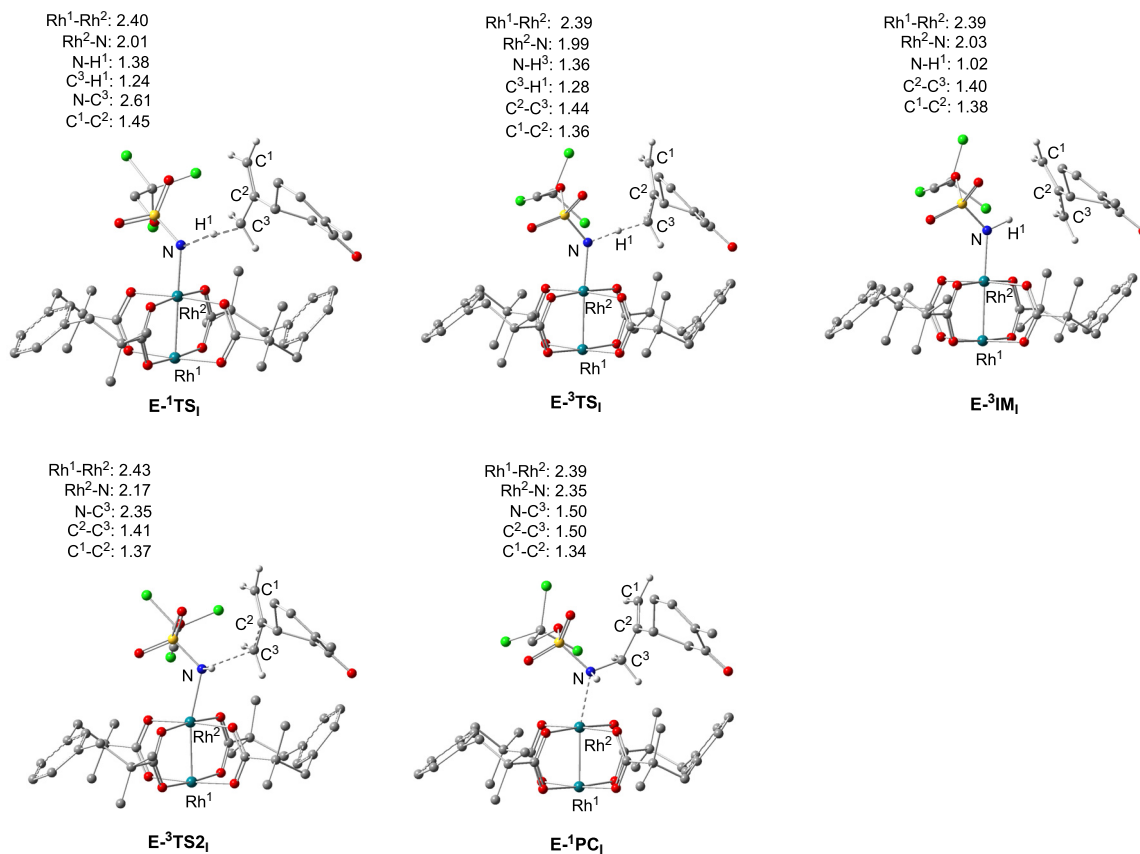 Rh¹-Rh²: 2.40
Rh²-N: 2.01
N-H¹: 1.38
C³-H¹: 1.24
N-C³: 2.61
C¹-C²: 1.45
C¹
C²
C³
H¹
N
Rh²
Rh¹
E-¹TS_I
Rh¹-Rh²: 2.39
Rh²-N: 1.99
N-H³: 1.36
C³-H¹: 1.28
C²-C³: 1.44
C¹-C²: 1.36
C¹
C²
C³
N
H¹
Rh²
Rh¹
E-³TS_I
Rh¹-Rh²: 2.39
Rh²-N: 2.03
N-H¹: 1.02
C²-C³: 1.40
C¹-C²: 1.38
C¹
C²
C³
N
H¹
Rh²
Rh¹
E-³IM_I
Rh¹-Rh²: 2.43
Rh²-N: 2.17
N-C³: 2.35
C²-C³: 1.41
C¹-C²: 1.37
C¹
C²
C³
N
Rh²
Rh¹
E-³TS2_I
Rh¹-Rh²: 2.39
Rh²-N: 2.35
N-C³: 1.50
C²-C³: 1.50
C¹-C²: 1.34
C¹
C²
C³
N
Rh²
Rh¹
E-¹PC_I